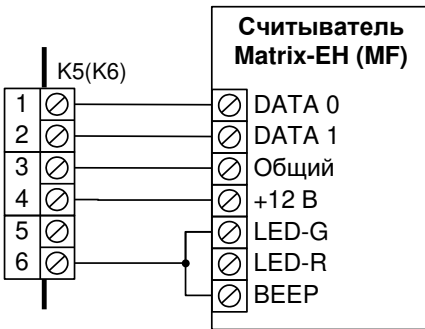 Считыватель
Matrix-EH (MF)
K5(K6)
1 DATA 0
2 DATA 1
3 Общий
4 +12 В
5 LED-G
6 LED-R
BEEP